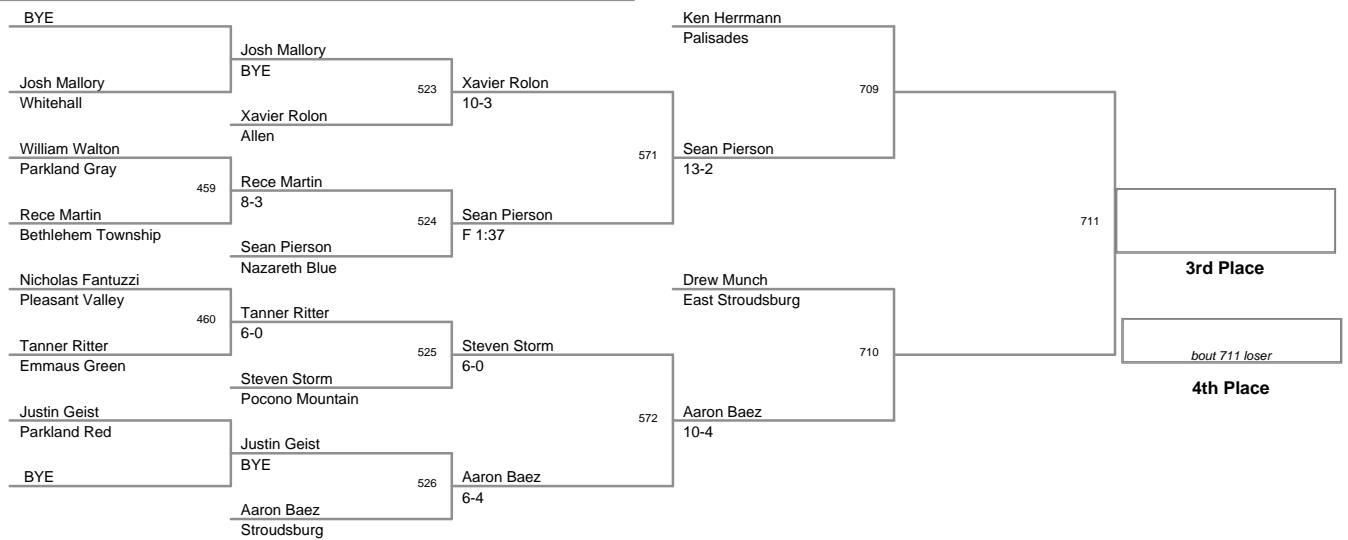 BYE
Josh Mallory
Whitehall
William Walton
Parkland Gray
459
Rece Martin
Bethlehem Township
Nicholas Fantuzzi
Pleasant Valley
460
Tanner Ritter
Emmaus Green
Justin Geist
Parkland Red
BYE
Josh Mallory
BYE
523
Xavier Rolon
Allen
Rece Martin
8-3
524
Sean Pierson
Nazareth Blue
Tanner Ritter
6-0
525
Steven Storm
Pocono Mountain
Justin Geist
BYE
526
Aaron Baez
Stroudsburg
Xavier Rolon
10-3
571
Sean Pierson
F 1:37
Steven Storm
6-0
572
Aaron Baez
6-4
Ken Herrmann
Palisades
709
Sean Pierson
13-2
Drew Munch
East Stroudsburg
710
Aaron Baez
10-4
711
3rd Place
bout 711 loser
4th Place